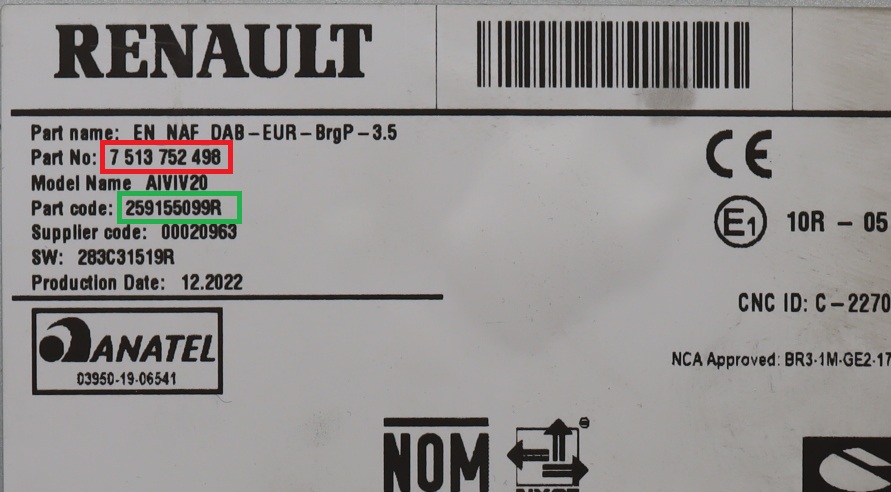 RENAULT
Part name: EN NAF DAB-EUR-BrgP-3.5
Part No: 7 513 752 498
Model Name AIVIV20
Part code: 259155099R
Supplier code: 00020963
SW: 283C31519R
Production Date: 12.2022
CE
E1 10R - 05
CNC ID: C-2270
NCA Approved: BR3-1M-GE2-17
ANATEL
03950-19-06541
NOM